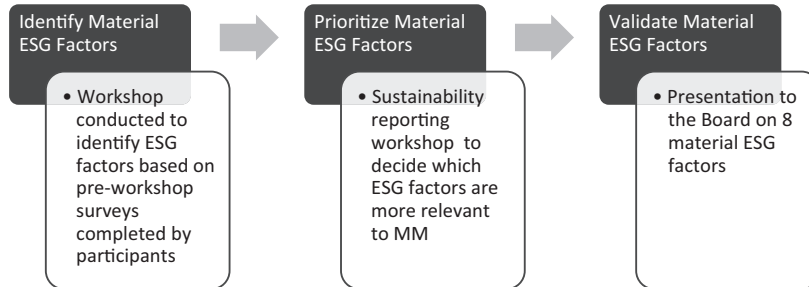 Identify Material
ESG Factors
• Workshop
conducted to
identify ESG
factors based on
pre-workshop
surveys
completed by
participants
Prioritize Material
ESG Factors
• Sustainability
reporting
workshop to
decide which
ESG factors are
more relevant
to MM
Validate Material
ESG Factors
• Presentation to
the Board on 8
material ESG
factors